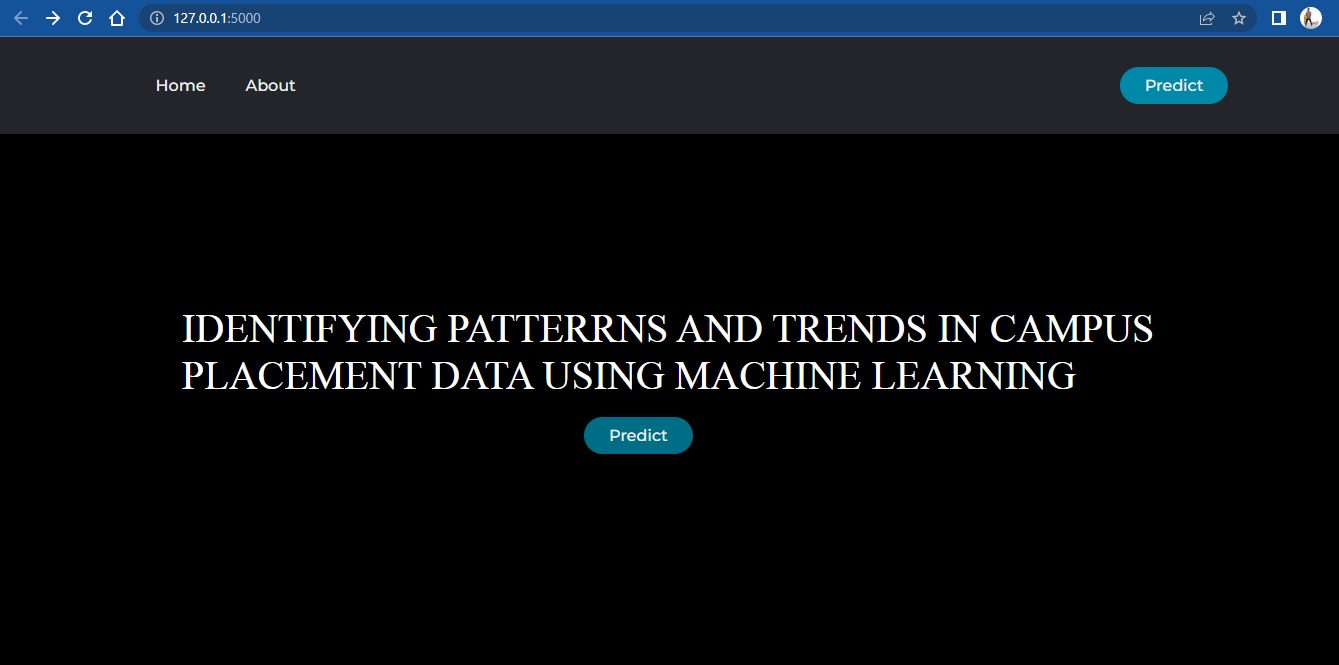 127.0.0.1:5000
Home About Predict
IDENTIFYING PATTERRNS AND TRENDS IN CAMPUS
PLACEMENT DATA USING MACHINE LEARNING
Predict